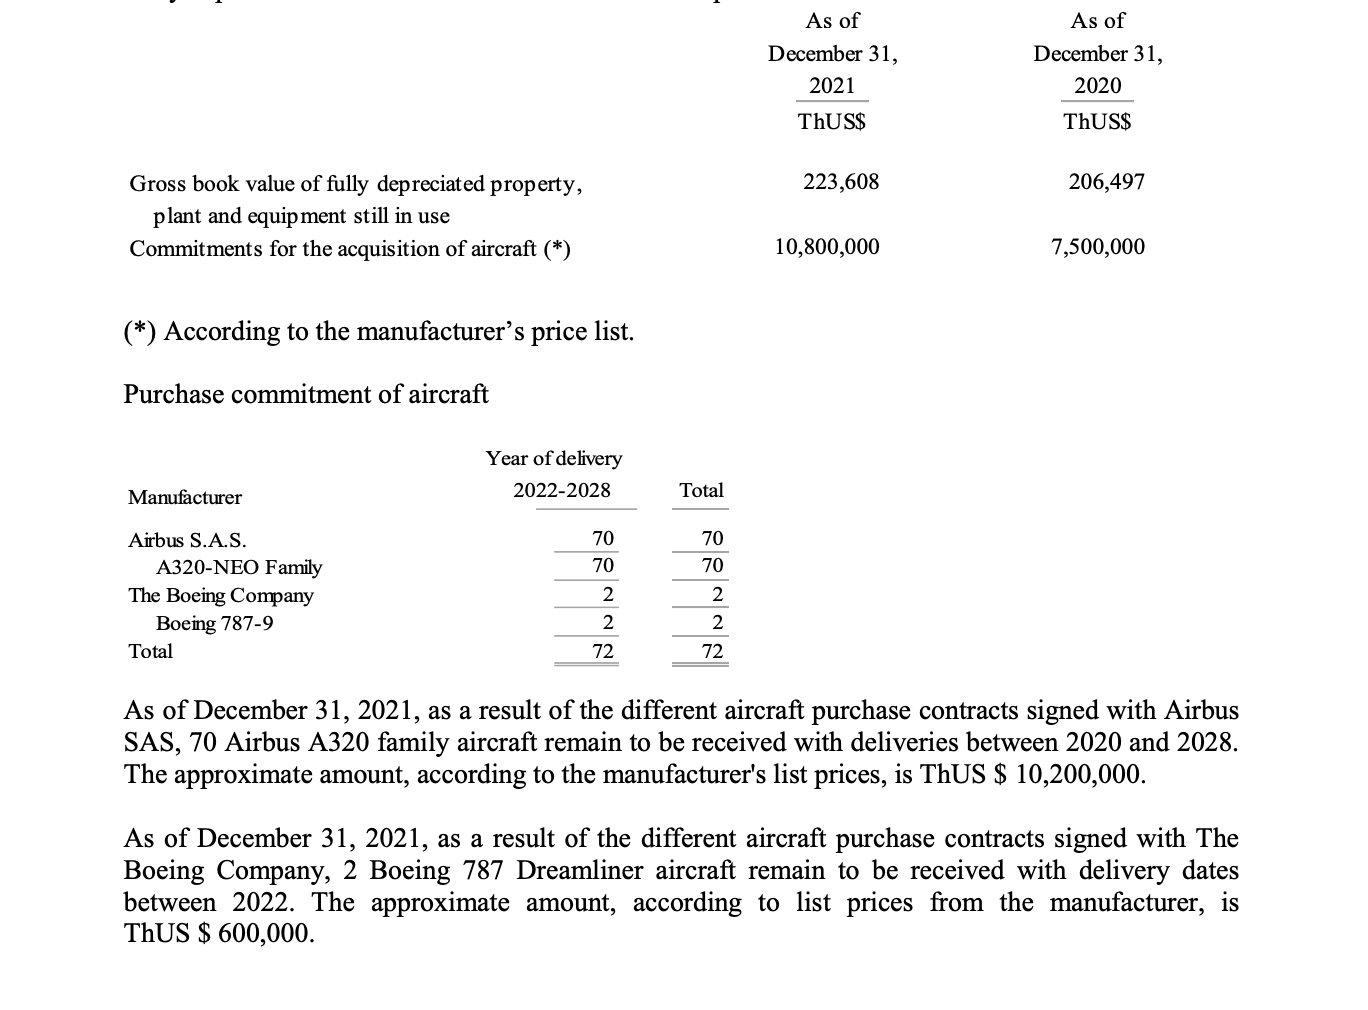 As of As of
December 31, December 31,
2021 2020
ThUS$ ThUS$
Gross book value of fully depreciated property, 223,608 206,497
plant and equipment still in use
Commitments for the acquisition of aircraft (*) 10,800,000 7,500,000
(*) According to the manufacturer’s price list.
Purchase commitment of aircraft
Year of delivery
Manufacturer 2022-2028 Total
Airbus S.A.S. 70 70
A320-NEO Family 70 70
The Boeing Company 2 2
Boeing 787-9 2 2
Total 72 72
As of December 31, 2021, as a result of the different aircraft purchase contracts signed with Airbus
SAS, 70 Airbus A320 family aircraft remain to be received with deliveries between 2020 and 2028.
The approximate amount, according to the manufacturer's list prices, is ThUS $ 10,200,000.
As of December 31, 2021, as a result of the different aircraft purchase contracts signed with The
Boeing Company, 2 Boeing 787 Dreamliner aircraft remain to be received with delivery dates
between 2022. The approximate amount, according to list prices from the manufacturer, is
ThUS $ 600,000.